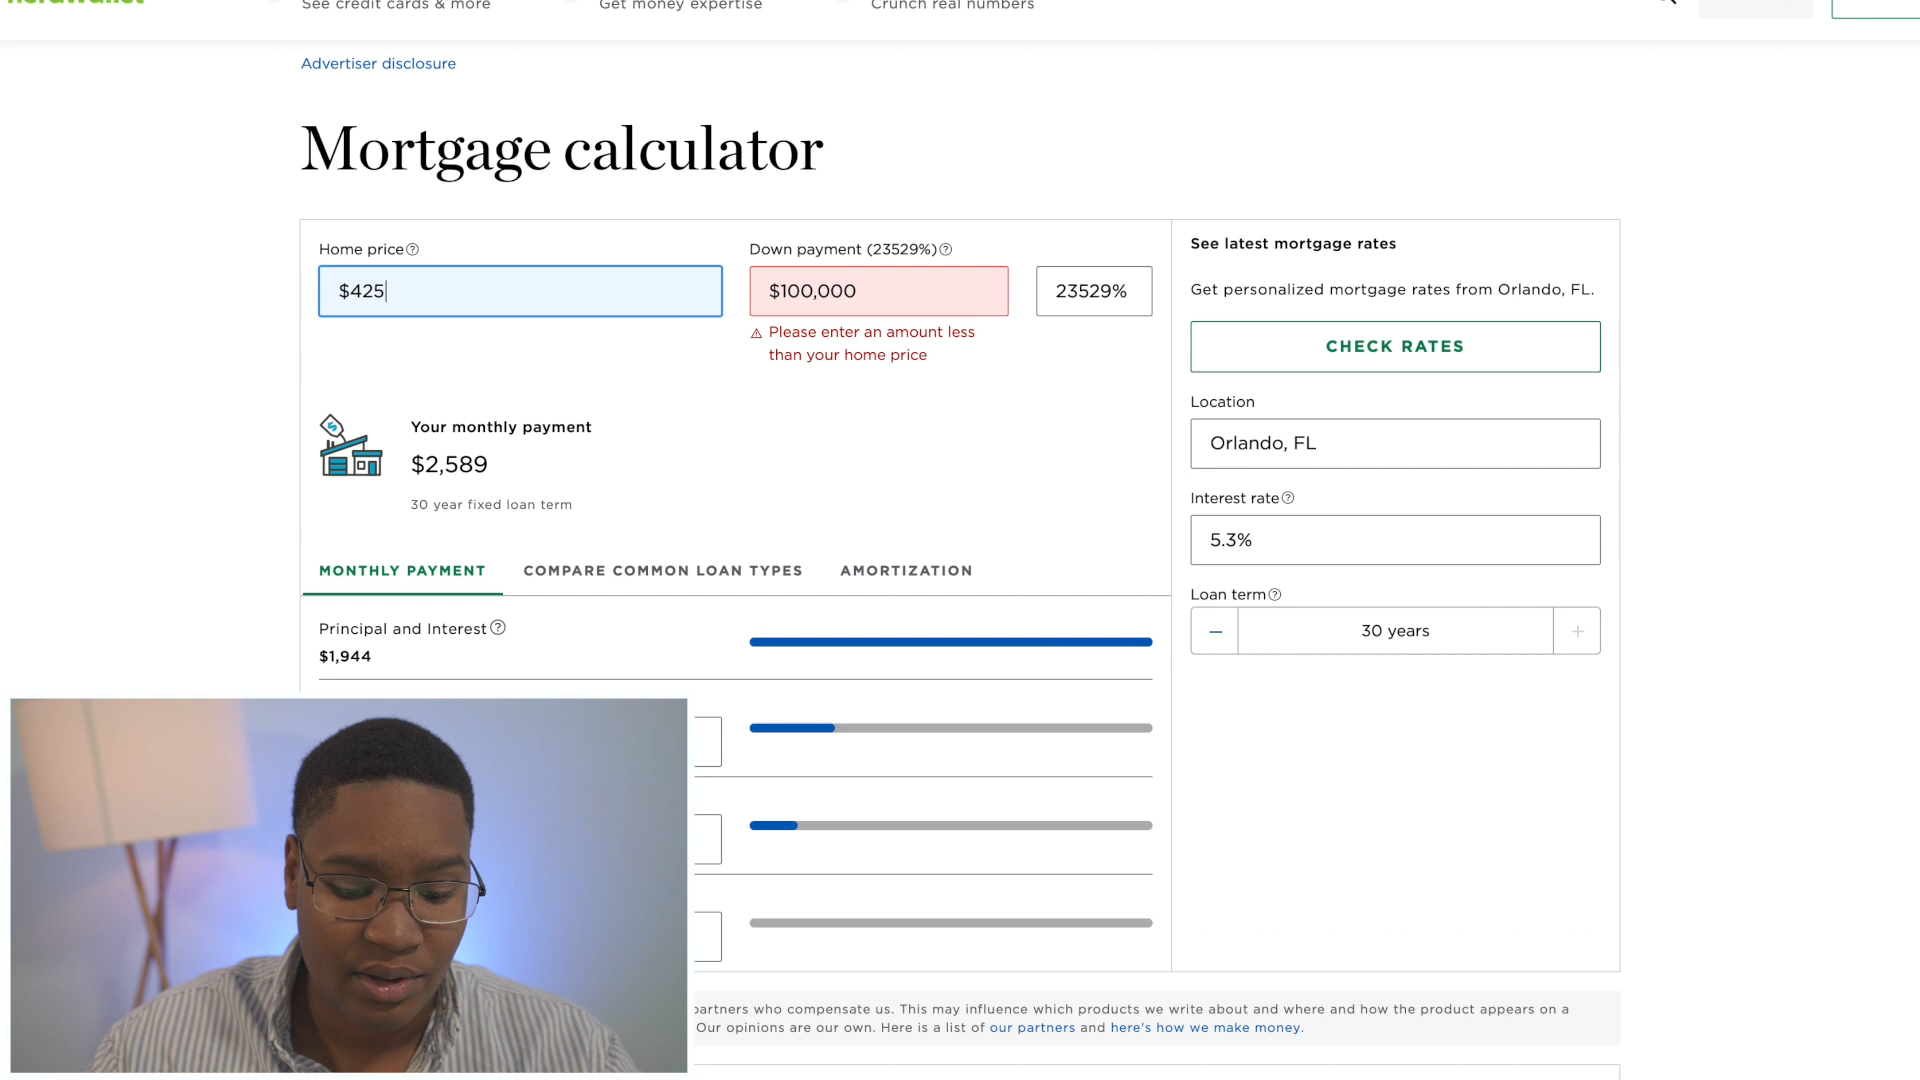 See credit cards & more
Get money expertise
Crunch real numbers
Advertiser disclosure
Mortgage calculator
Home price
$425
Down payment (23529%)
$100,000
23529%
Please enter an amount less
than your home price
Your monthly payment
$2,589
30 year fixed loan term
MONTHLY PAYMENT
COMPARE COMMON LOAN TYPES
AMORTIZATION
Principal and Interest
$1,944
See latest mortgage rates
Get personalized mortgage rates from Orlando, FL.
CHECK RATES
Location
Orlando, FL
Interest rate
5.3%
Loan term
30 years
partners who compensate us. This may influence which products we write about and where and how the product appears on a
Our opinions are our own. Here is a list of our partners and here's how we make money.